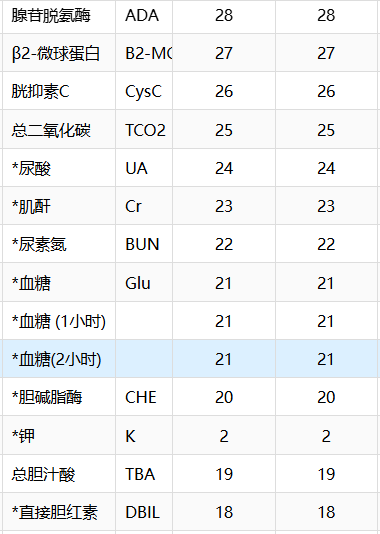 腺苷脱氨酶 ADA 28 28
β2-微球蛋白 B2-MG 27 27
胱抑素C CysC 26 26
总二氧化碳 TCO2 25 25
*尿酸 UA 24 24
*肌酐 Cr 23 23
*尿素氮 BUN 22 22
*血糖 Glu 21 21
*血糖 (1小时) 21 21
*血糖(2小时) 21 21
*胆碱脂酶 CHE 20 20
*钾 K 2 2
总胆汁酸 TBA 19 19
*直接胆红素 DBIL 18 18